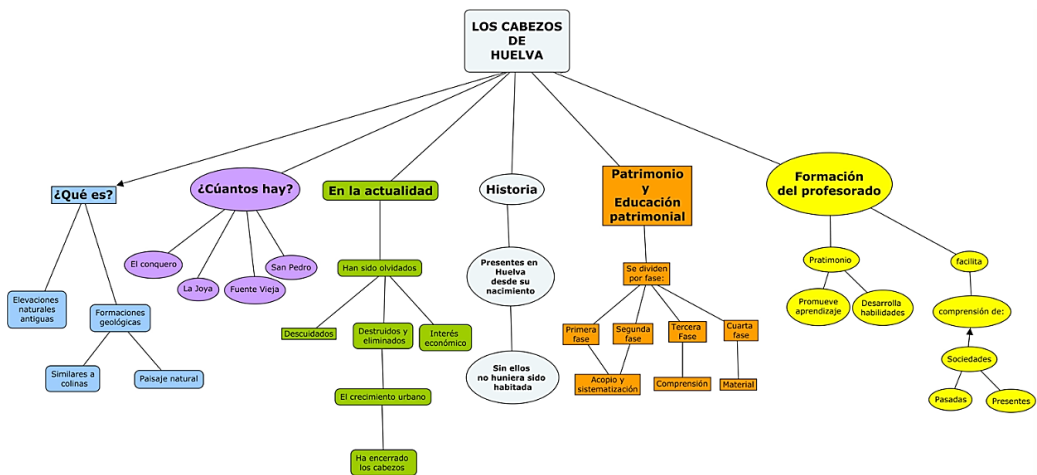 LOS CABEZOS
DE
HUELVA
¿Qué es?
Elevaciones
naturales
antiguas
Formaciones
geológicas
Similares a
colinas
Paisaje natural
¿Cúantos hay?
El conquero
La Joya
Fuente Vieja
San Pedro
En la actualidad
Han sido olvidados
Descuidados
Destruidos y
eliminados
Interés
económico
El crecimiento urbano
Ha encerrado
los cabezos
Historia
Presentes en
Huelva
desde su
nacimiento
Sin ellos
no huniera sido
habitada
Patrimonio
y
Educación
patrimonial
Se dividen
por fase:
Primera
fase
Segunda
fase
Tercera
Fase
Cuarta
fase
Acopio y
sistematización
Comprensión
Material
Formación
del profesorado
Pratimonio
Promueve
aprendizaje
Desarrolla
habilidades
facilita
comprensión de:
Sociedades
Pasadas
Presentes